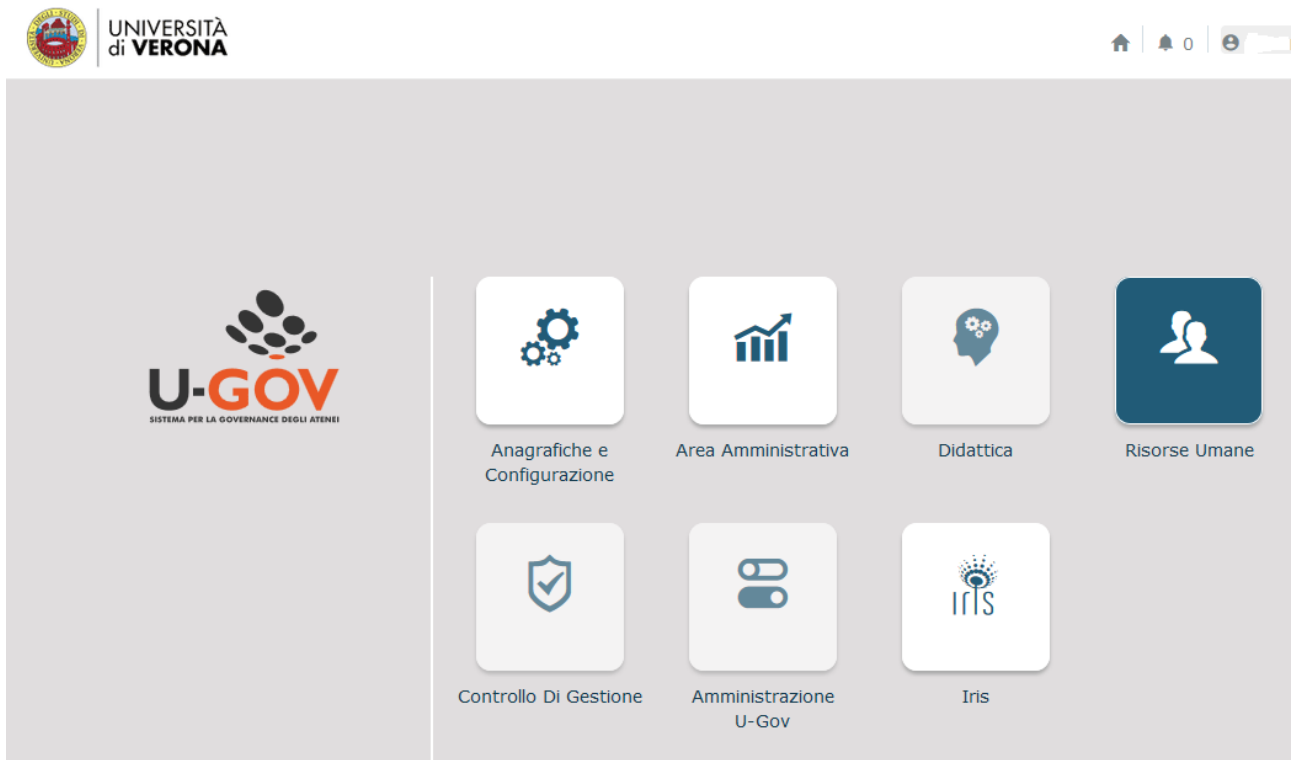 UNIVERSITÀ
di VERONA
0
U-GOV
SISTEMA PER LA GOVERNANCE DEGLI ATENEI
Anagrafiche e
Configurazione
Area Amministrativa
Didattica
Risorse Umane
Controllo Di Gestione
Amministrazione
U-Gov
IrIS
Iris